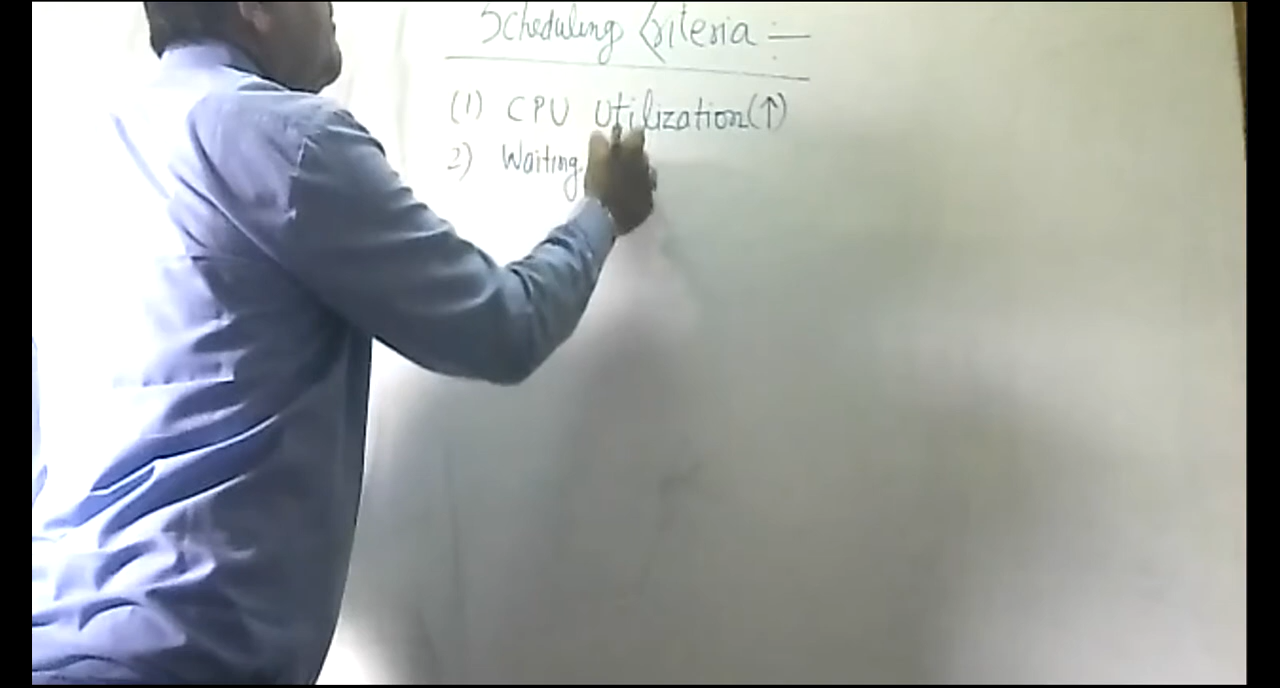 Scheduling Criteria :-
(1) CPU Utilization (↑)
2) Waiting